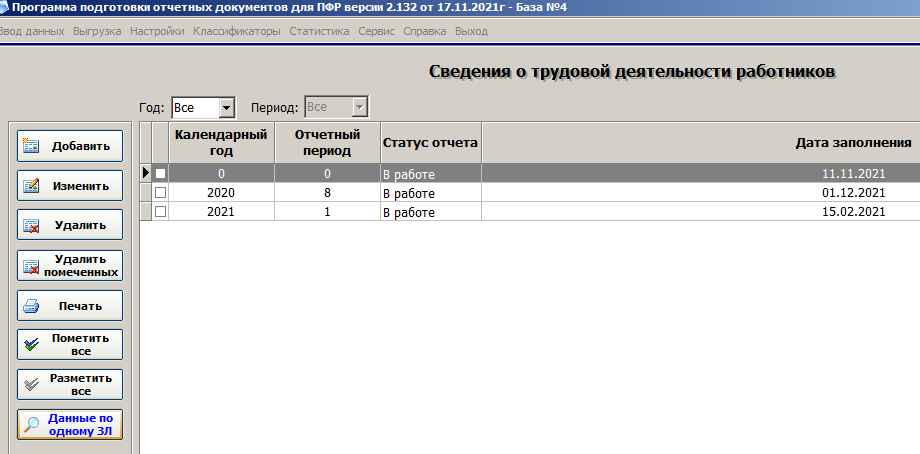 Программа подготовки отчетных документов для ПФР версии 2.132 от 17.11.2021г - База №4
Ввод данных Выгрузка Настройки Классификаторы Статистика Сервис Справка Выход
Сведения о трудовой деятельности работников
Год: Все Период: Все
Календарный год Отчетный период Статус отчета Дата заполнения
0 0 В работе 11.11.2021
2020 8 В работе 01.12.2021
2021 1 В работе 15.02.2021
Добавить
Изменить
Удалить
Удалить
помеченных
Печать
Пометить
все
Разметить
все
Данные по
одному ЗЛ